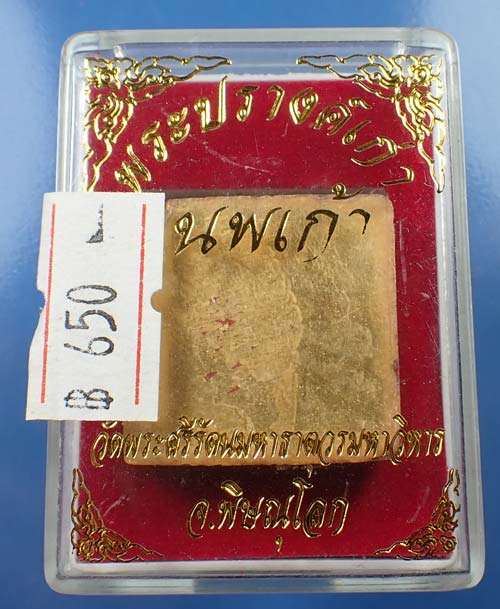 พระปรางค์เก่า
นพเก้า
฿ 650
วัดพระศรีรัตนมหาธาตุวรมหาวิหาร
จ.พิษณุโลก